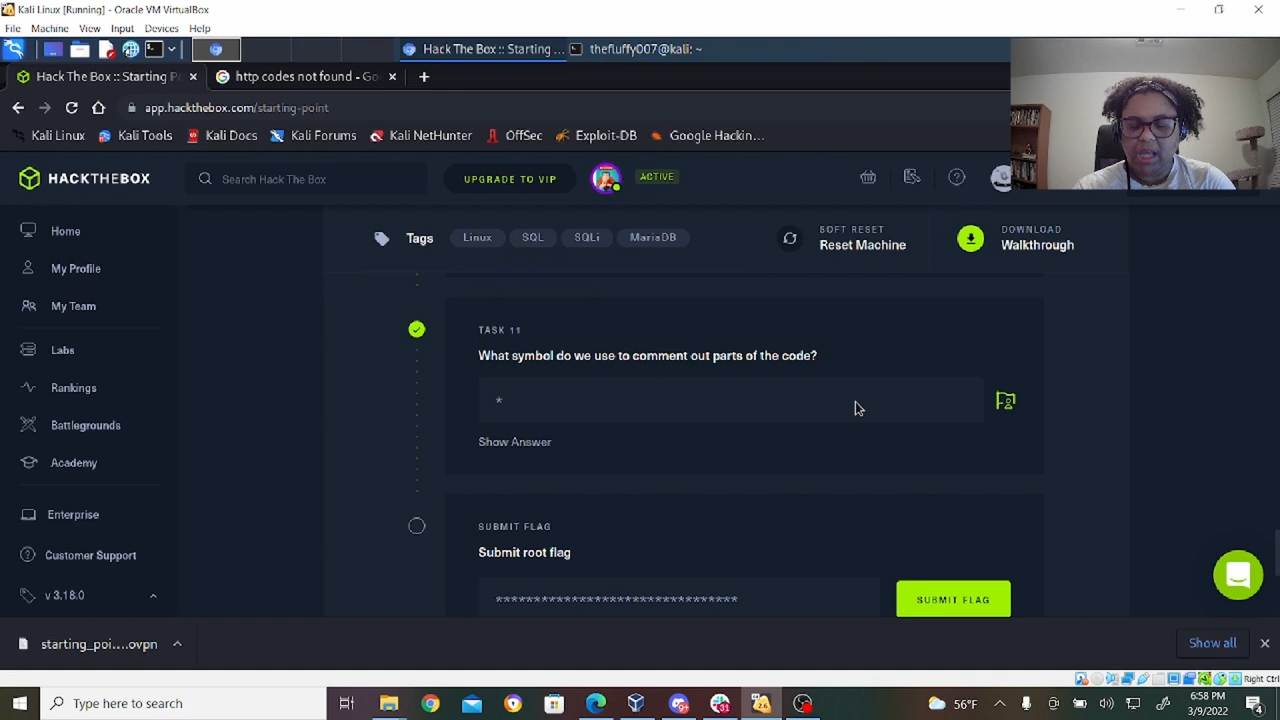 Kali Linux [Running] - Oracle VM VirtualBox
File Machine View Input Devices Help
Hack The Box :: Starting ... thefluffy007@kali: ~
Hack The Box :: Starting Po http codes not found - Go
app.hackthebox.com/starting-point
Kali Linux Kali Tools Kali Docs Kali Forums Kali NetHunter OffSec Exploit-DB Google Hackin...
HACKTHEBOX Search Hack The Box UPGRADE TO VIP ACTIVE
Home
My Profile
My Team
Labs
Rankings
Battlegrounds
Academy
Enterprise
Customer Support
v 3.18.0
Tags Linux SQL SQLi MariaDB
SOFT RESET
Reset Machine
DOWNLOAD
Walkthrough
TASK 11
What symbol do we use to comment out parts of the code?
*
Show Answer
SUBMIT FLAG
Submit root flag
********************************
SUBMIT FLAG
starting_poi....ovpn Show all
Right Ctrl
Type here to search 56°F 6:58 PM
3/9/2022